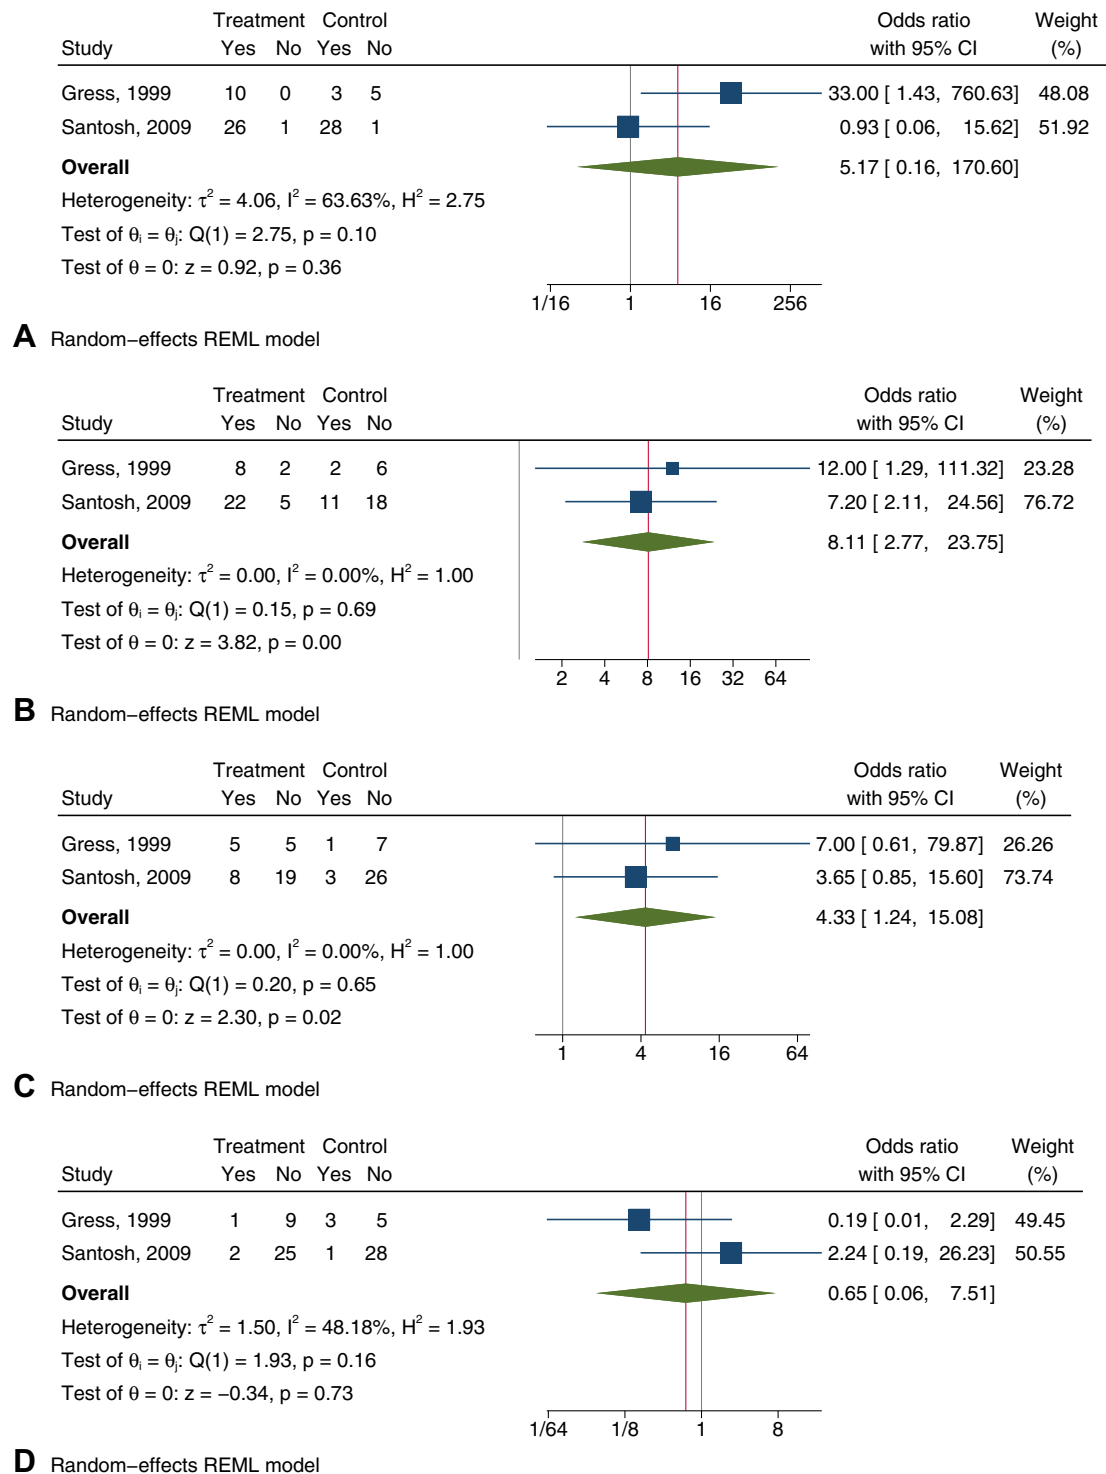 Treatment Control Odds ratio Weight
Study Yes No Yes No with 95% CI (%)
Gress, 1999 10 0 3 5 33.00 [ 1.43, 760.63] 48.08
Santosh, 2009 26 1 28 1 0.93 [ 0.06, 15.62] 51.92
Overall 5.17 [ 0.16, 170.60]
Heterogeneity: τ² = 4.06, I² = 63.63%, H² = 2.75
Test of θᵢ = θⱼ: Q(1) = 2.75, p = 0.10
Test of θ = 0: z = 0.92, p = 0.36
1/16 1 16 256
A Random−effects REML model
Treatment Control Odds ratio Weight
Study Yes No Yes No with 95% CI (%)
Gress, 1999 8 2 2 6 12.00 [ 1.29, 111.32] 23.28
Santosh, 2009 22 5 11 18 7.20 [ 2.11, 24.56] 76.72
Overall 8.11 [ 2.77, 23.75]
Heterogeneity: τ² = 0.00, I² = 0.00%, H² = 1.00
Test of θᵢ = θⱼ: Q(1) = 0.15, p = 0.69
Test of θ = 0: z = 3.82, p = 0.00
2 4 8 16 32 64
B Random−effects REML model
Treatment Control Odds ratio Weight
Study Yes No Yes No with 95% CI (%)
Gress, 1999 5 5 1 7 7.00 [ 0.61, 79.87] 26.26
Santosh, 2009 8 19 3 26 3.65 [ 0.85, 15.60] 73.74
Overall 4.33 [ 1.24, 15.08]
Heterogeneity: τ² = 0.00, I² = 0.00%, H² = 1.00
Test of θᵢ = θⱼ: Q(1) = 0.20, p = 0.65
Test of θ = 0: z = 2.30, p = 0.02
1 4 16 64
C Random−effects REML model
Treatment Control Odds ratio Weight
Study Yes No Yes No with 95% CI (%)
Gress, 1999 1 9 3 5 0.19 [ 0.01, 2.29] 49.45
Santosh, 2009 2 25 1 28 2.24 [ 0.19, 26.23] 50.55
Overall 0.65 [ 0.06, 7.51]
Heterogeneity: τ² = 1.50, I² = 48.18%, H² = 1.93
Test of θᵢ = θⱼ: Q(1) = 1.93, p = 0.16
Test of θ = 0: z = −0.34, p = 0.73
1/64 1/8 1 8
D Random−effects REML model